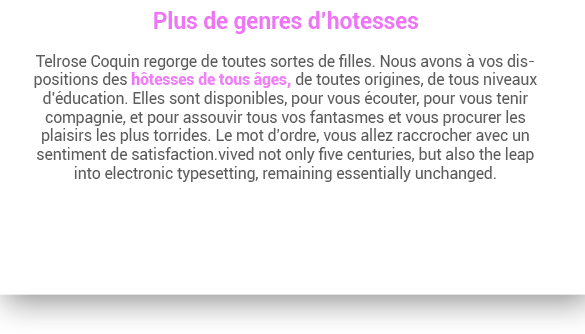 Plus de genres d'hotesses
Telrose Coquin regorge de toutes sortes de filles. Nous avons à vos dis-
positions des hôtesses de tous âges, de toutes origines, de tous niveaux
d'éducation. Elles sont disponibles, pour vous écouter, pour vous tenir
compagnie, et pour assouvir tous vos fantasmes et vous procurer les
plaisirs les plus torrides. Le mot d'ordre, vous allez raccrocher avec un
sentiment de satisfaction.vived not only five centuries, but also the leap
into electronic typesetting, remaining essentially unchanged.